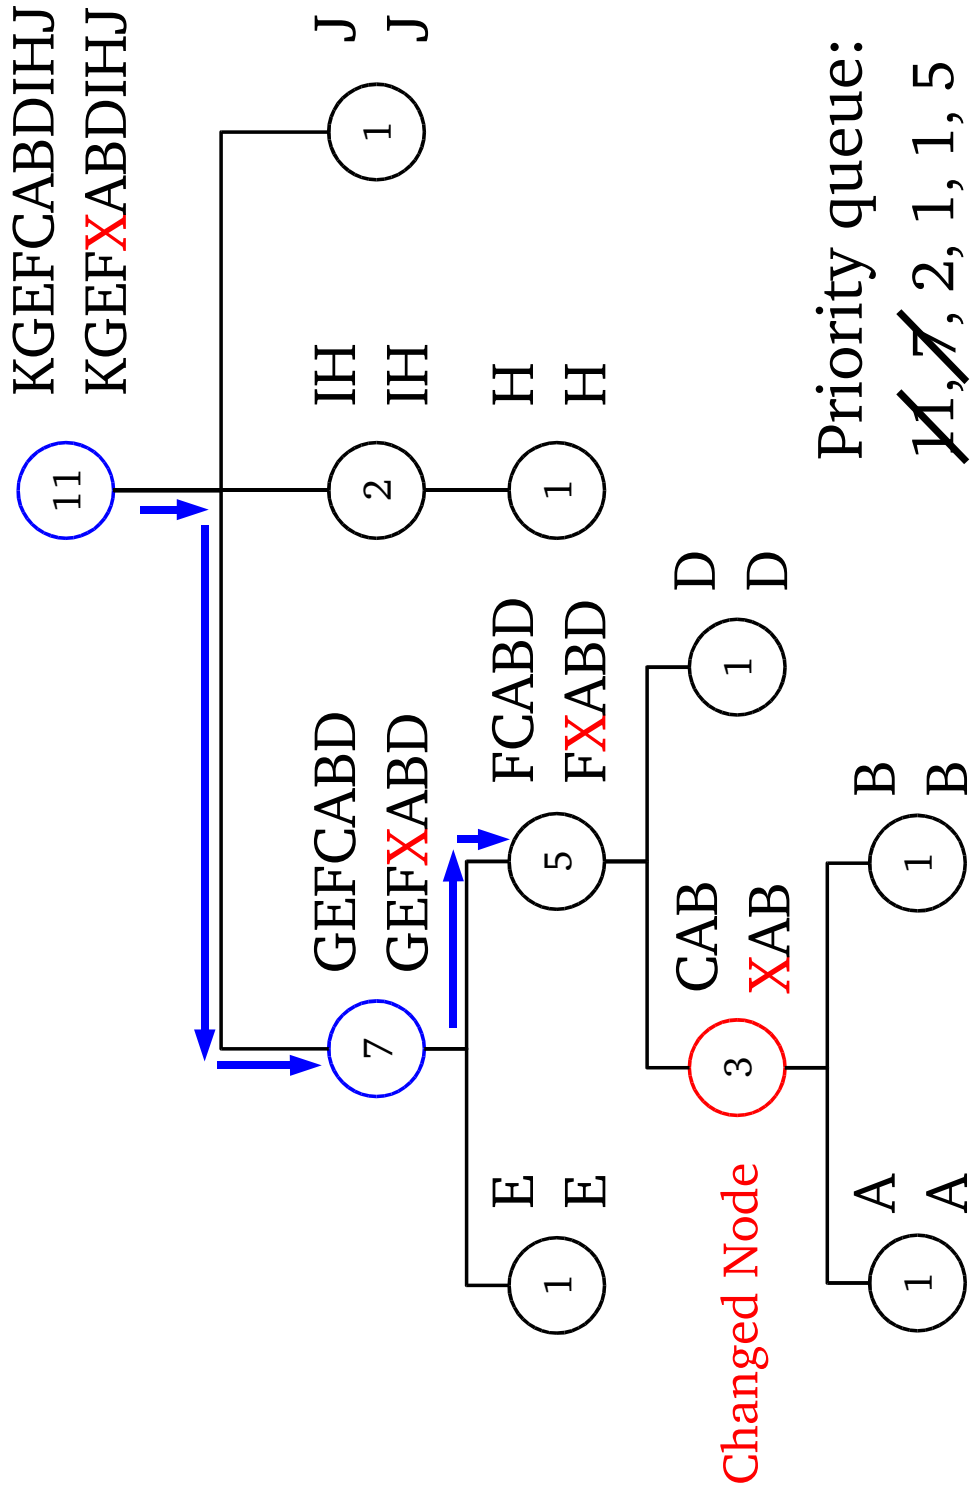 11
KGEFCABDIHJ
KGEFXABDIHJ
7
GEFCABD
GEFXABD
2
IH
IH
1
J
J
1
E
E
5
FCABD
FXABD
1
H
H
Changed Node
3
CAB
XAB
1
D
D
1
A
A
1
B
B
Priority queue:
11, 7, 2, 1, 1, 5